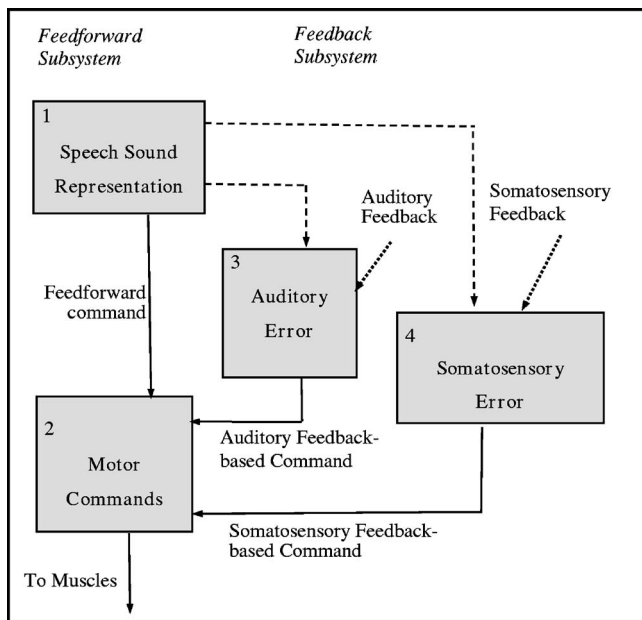 Feedforward
Subsystem
Feedback
Subsystem
1
Speech Sound
Representation
Auditory
Feedback
Somatosensory
Feedback
Feedforward
command
3
Auditory
Error
4
Somatosensory
Error
2
Motor
Commands
Auditory Feedback-
based Command
Somatosensory Feedback-
based Command
To Muscles